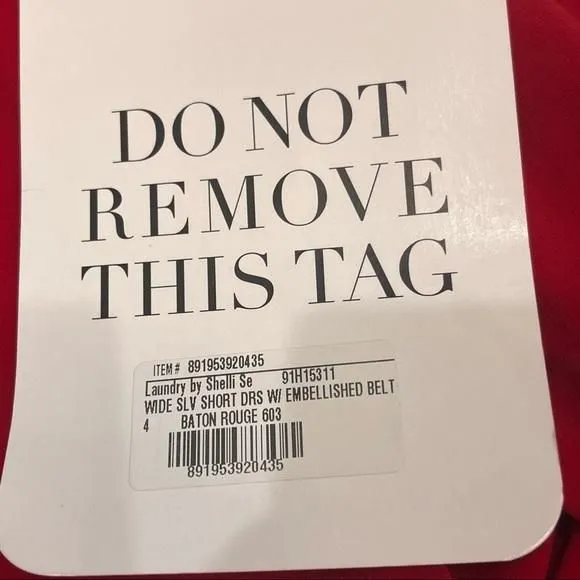 DO NOT
REMOVE
THIS TAG
ITEM# 891953920435
Laundry by Shelli Se 91H15311
WIDE SLV SHORT DRS W/ EMBELLISHED BELT
4 BATON ROUGE 603
891953920435